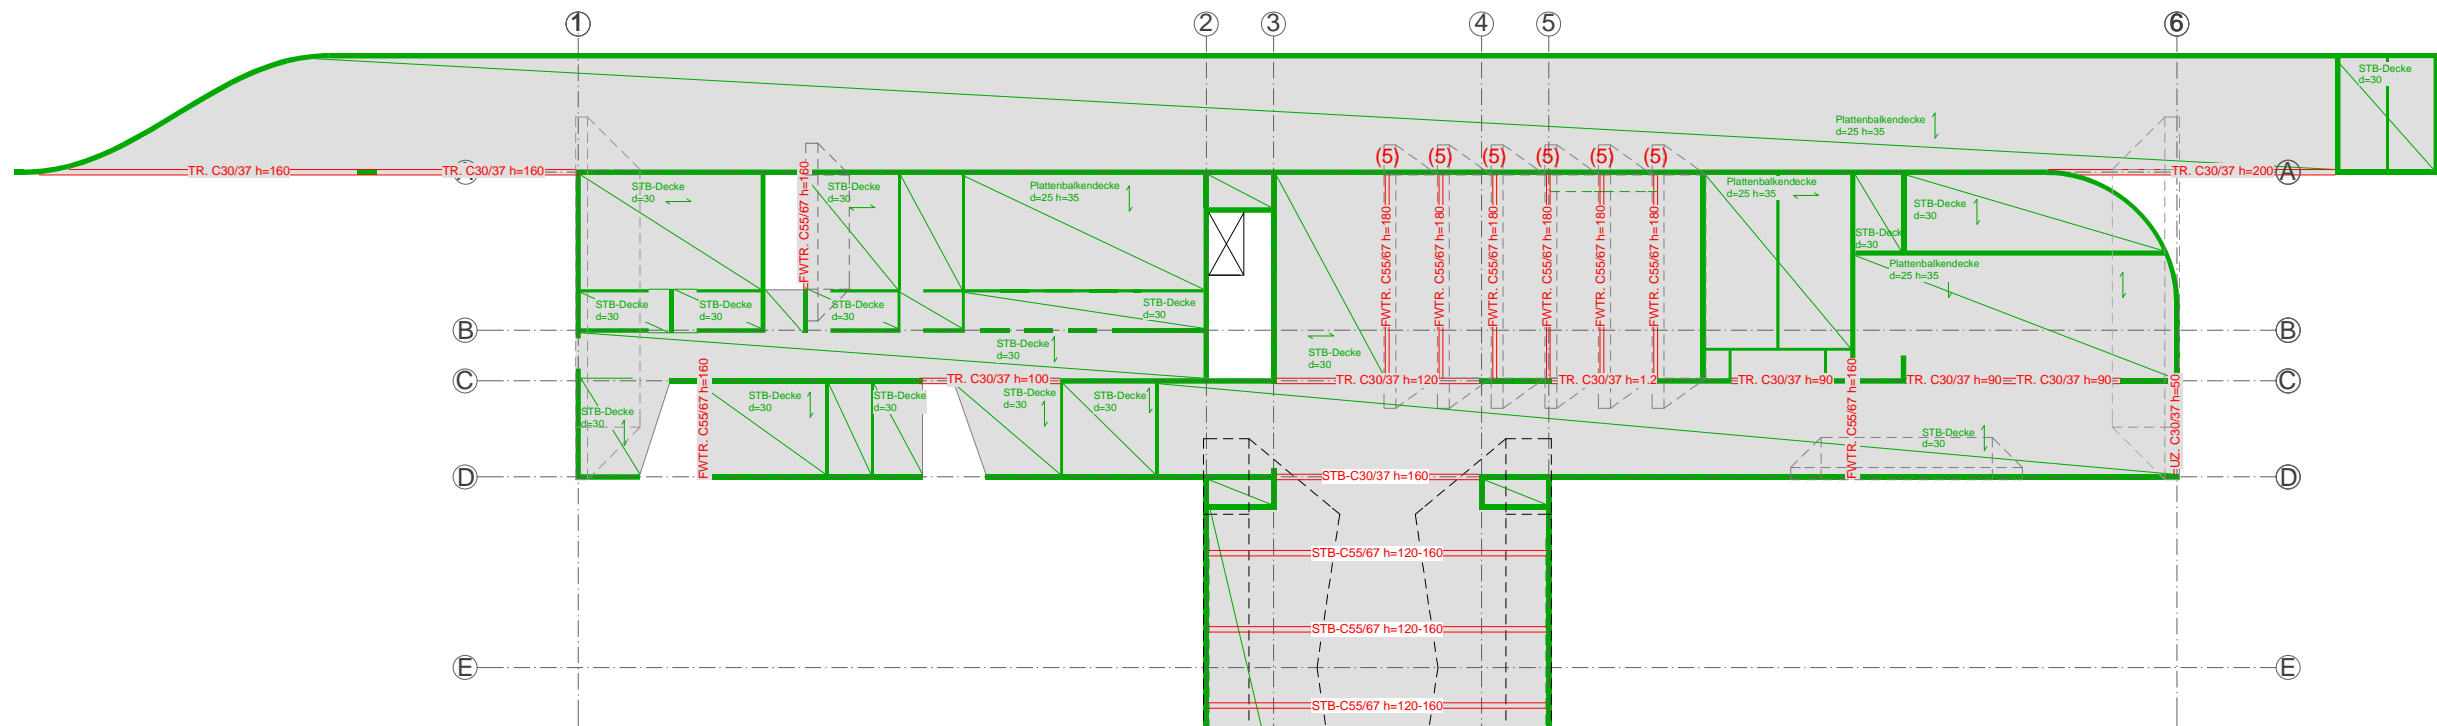 1
2
3
4
5
6
STB-Decke
d=30
Plattenbalkendecke
d=25 h=35
(5)
(5)
(5)
(5)
(5)
(5)
TR. C30/37 h=160
TR. C30/37 h=160
TR. C30/37 h=200
A
STB-Decke
d=30
FWTR. C55/67 h=160
STB-Decke
d=30
Plattenbalkendecke
d=25 h=35
Plattenbalkendecke
d=25 h=35
STB-Decke
d=30
FWTR. C55/67 h=180
FWTR. C55/67 h=180
FWTR. C55/67 h=180
FWTR. C55/67 h=180
FWTR. C55/67 h=180
FWTR. C55/67 h=180
STB-Deck
d=30
Plattenbalkendecke
d=25 h=35
STB-Decke
d=30
STB-Decke
d=30
STB-Decke
d=30
STB-Decke
d=30
B
B
STB-Decke
d=30
STB-Decke
d=30
C
TR. C30/37 h=100
TR. C30/37 h=120
TR. C30/37 h=1.2
TR. C30/37 h=90
TR. C30/37 h=90
TR. C30/37 h=90
C
FWTR. C55/67 h=160
FWTR. C55/67 h=160
UZ. C30/37 h=50
STB-Decke
d=30
STB-Decke
d=30
STB-Decke
d=30
STB-Decke
d=30
STB-Decke
d=30
STB-Decke
d=30
D
STB-C30/37 h=160
D
STB-C55/67 h=120-160
STB-C55/67 h=120-160
E
E
STB-C55/67 h=120-160